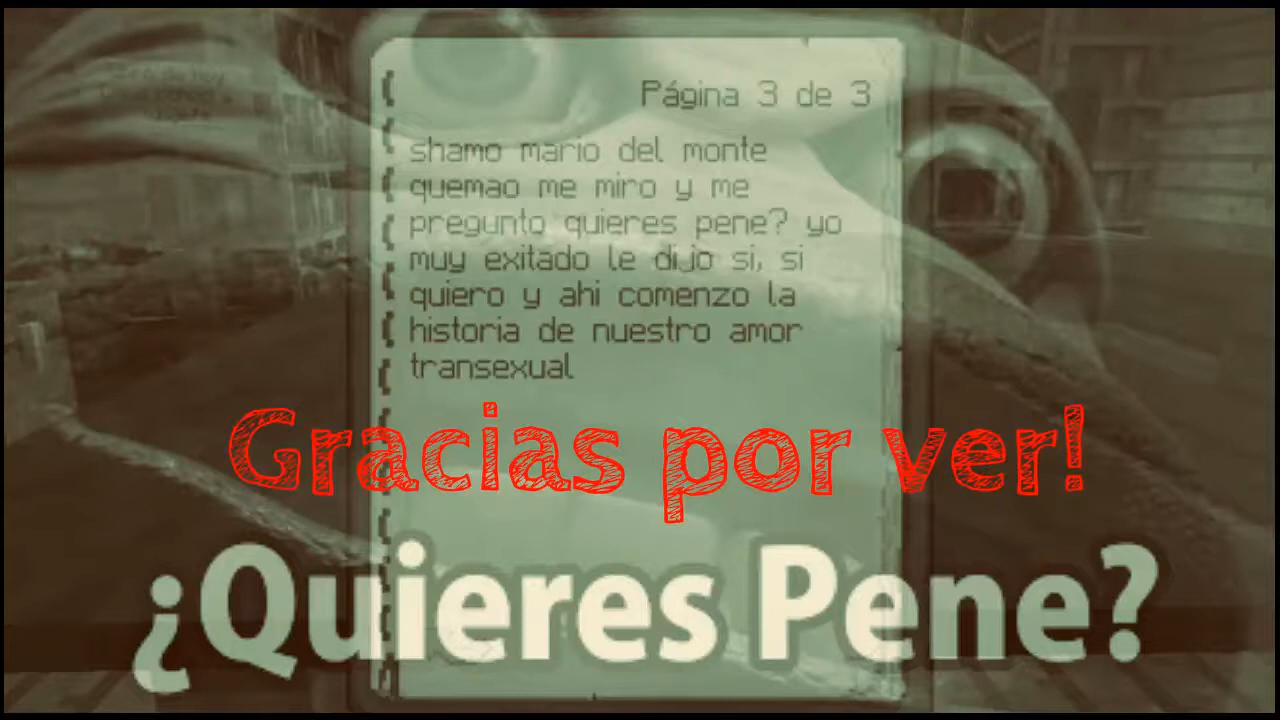 Página 3 de 3
shamo mario del monte
quemao me miro y me
pregunto quieres pene? yo
muy exitado le dijo si, si
quiero y ahi comenzo la
historia de nuestro amor
transexual
Gracias por ver!
¿Quieres Pene?